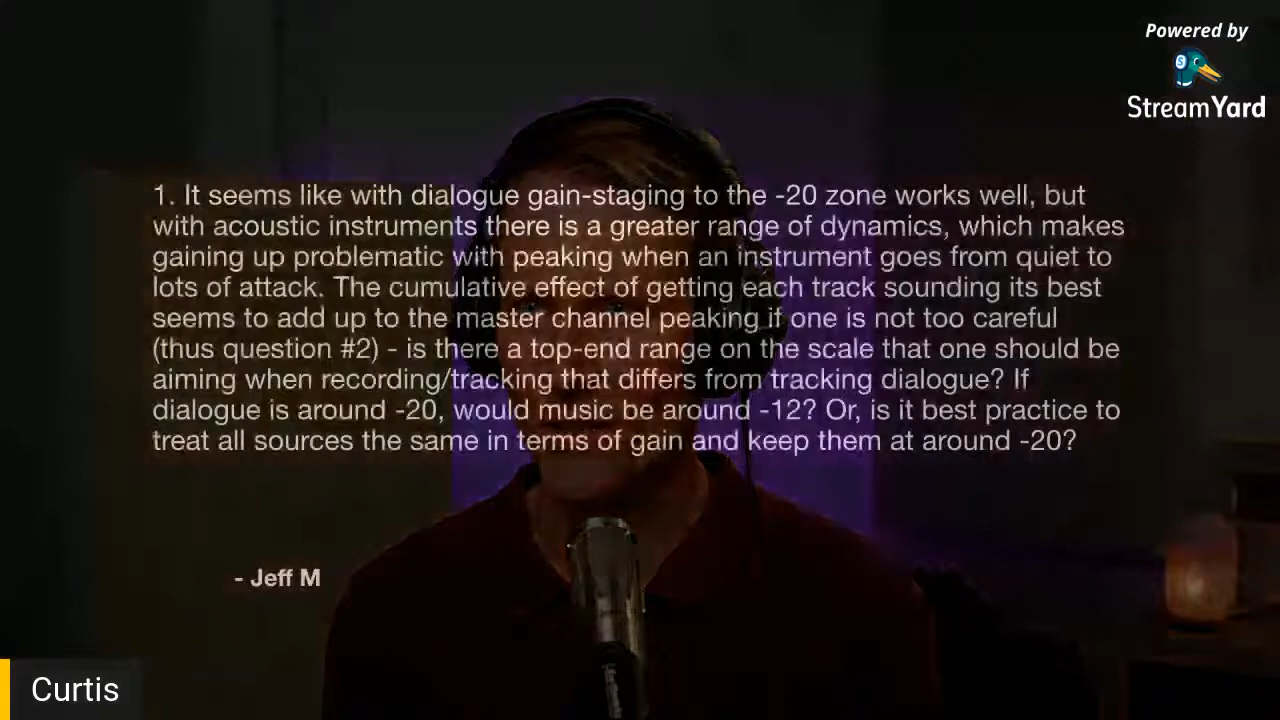 Powered by
StreamYard
1. It seems like with dialogue gain-staging to the -20 zone works well, but
with acoustic instruments there is a greater range of dynamics, which makes
gaining up problematic with peaking when an instrument goes from quiet to
lots of attack. The cumulative effect of getting each track sounding its best
seems to add up to the master channel peaking if one is not too careful
(thus question #2) - is there a top-end range on the scale that one should be
aiming when recording/tracking that differs from tracking dialogue? If
dialogue is around -20, would music be around -12? Or, is it best practice to
treat all sources the same in terms of gain and keep them at around -20?
- Jeff M
Curtis